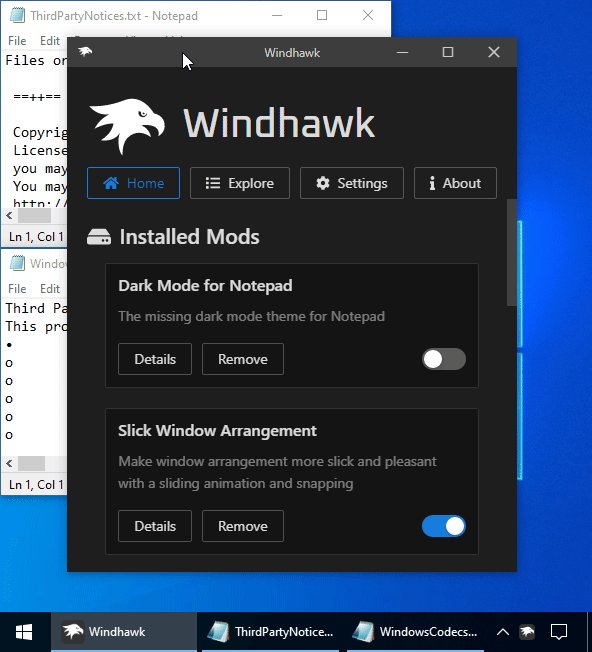 ThirdPartyNotices.txt - Notepad
File Edit
Files or
==++==
Copyrig
License
you may
You may
http://
Ln 1, Col 1
Window
File Edit
Third Pa
This pro
•
o
o
o
o
o
Ln 1, Col 1
Windhawk
Windhawk
Home
Explore
Settings
About
Installed Mods
Dark Mode for Notepad
The missing dark mode theme for Notepad
Details
Remove
Slick Window Arrangement
Make window arrangement more slick and pleasant
with a sliding animation and snapping
Details
Remove
Windhawk
ThirdPartyNotice...
WindowsCodecs...